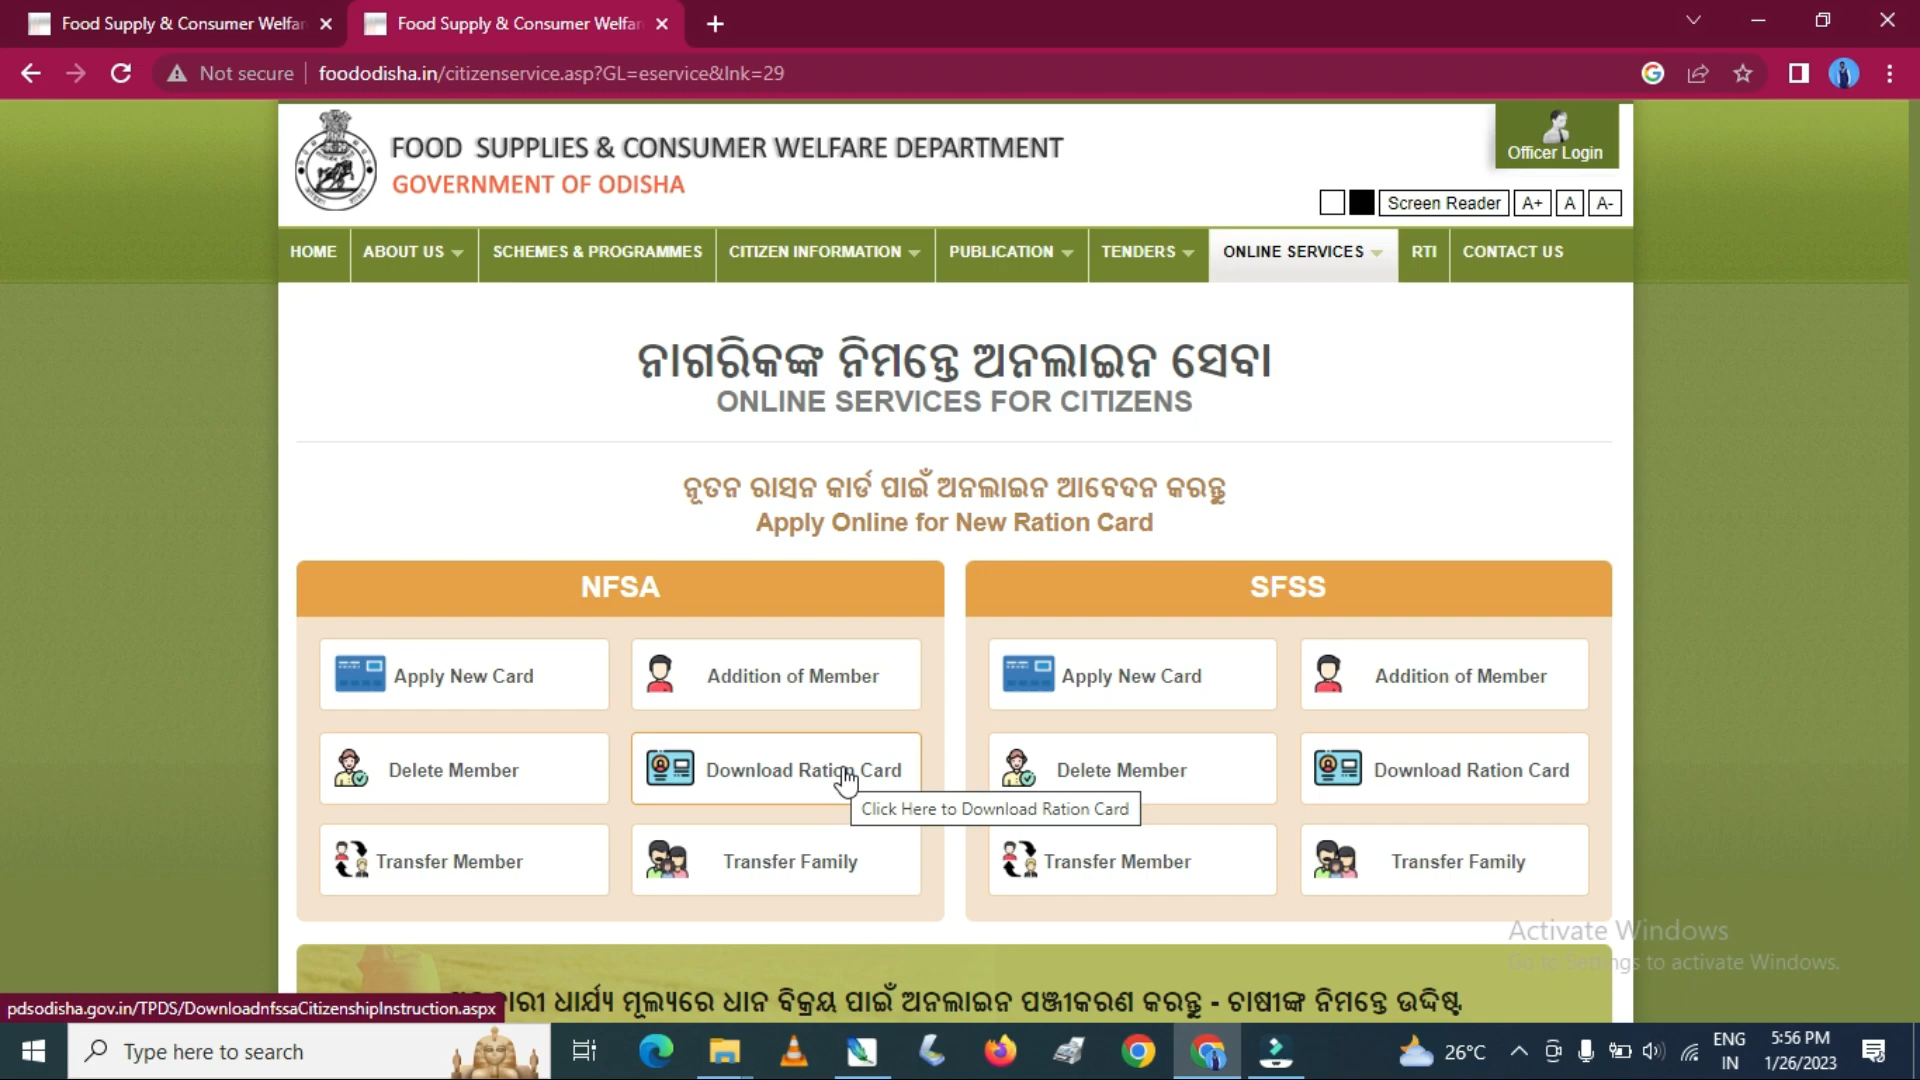 Food Supply & Consumer Welfar
Food Supply & Consumer Welfar
Not secure
foododisha.in/citizenservice.asp?GL=eservice&lnk=29
FOOD SUPPLIES & CONSUMER WELFARE DEPARTMENT
GOVERNMENT OF ODISHA
Officer Login
Screen Reader A+ A A-
HOME ABOUT US SCHEMES & PROGRAMMES CITIZEN INFORMATION PUBLICATION TENDERS ONLINE SERVICES RTI CONTACT US
ନାଗରିକଙ୍କ ନିମନ୍ତେ ଅନଲାଇନ ସେବା
ONLINE SERVICES FOR CITIZENS
ନୂତନ ରାସନ କାର୍ଡ ପାଇଁ ଅନଲାଇନ ଆବେଦନ କରନ୍ତୁ
Apply Online for New Ration Card
NFSA
Apply New Card Addition of Member
Delete Member Download Ration Card
Click Here to Download Ration Card
Transfer Member Transfer Family
SFSS
Apply New Card Addition of Member
Delete Member Download Ration Card
Transfer Member Transfer Family
ଧାର୍ଯ୍ୟ ମୂଲ୍ୟରେ ଧାନ ବିକ୍ରୟ ପାଇଁ ଅନଲାଇନ ପଞ୍ଜୀକରଣ କରନ୍ତୁ - ଚାଷୀଙ୍କ ନିମନ୍ତେ ଉଦ୍ଦିଷ୍ଟ
Activate Windows
Go to Settings to activate Windows.
pdsodisha.gov.in/TPDS/DownloadnfssaCitizenshipInstruction.aspx
Type here to search
26°C
ENG
IN
5:56 PM
1/26/2023